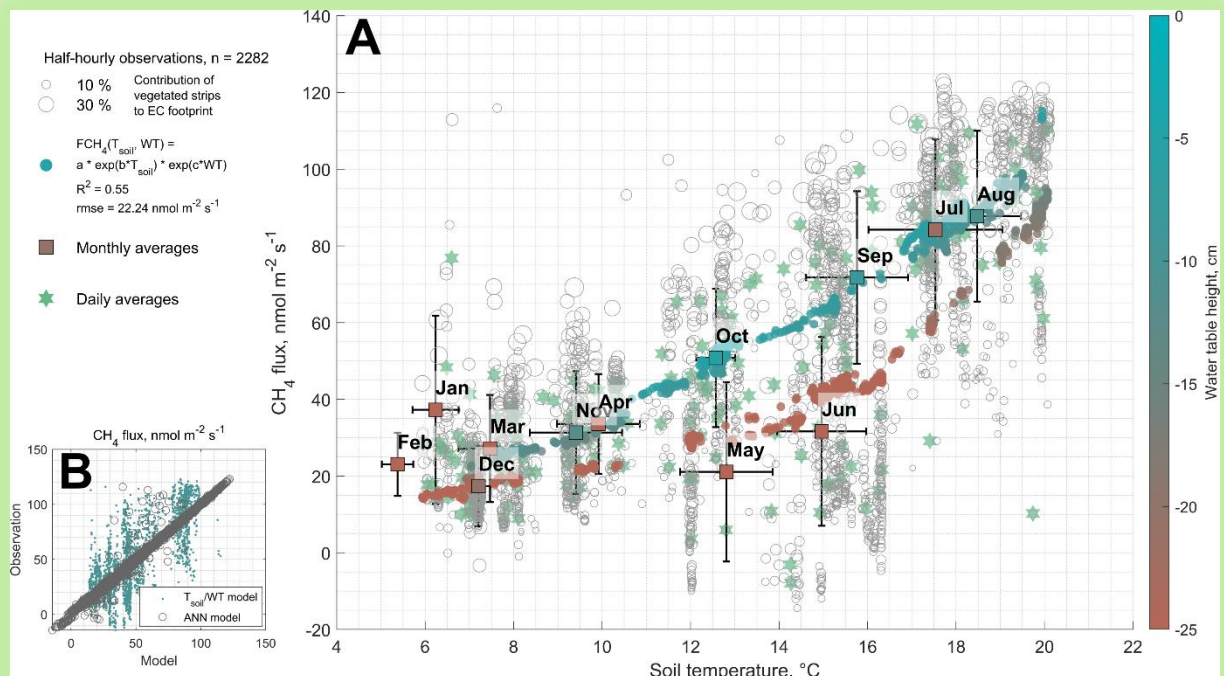 Half-hourly observations, n = 2282
10 %
30 %
Contribution of
vegetated strips
to EC footprint
FCH4(Tsoil, WT) =
a * exp(b*Tsoil) * exp(c*WT)
R2 = 0.55
rmse = 22.24 nmol m-2 s-1
Monthly averages
Daily averages
CH4 flux, nmol m-2 s-1
B
Observation
150
100
50
0
0
50
100
150
Model
Tsoil/WT model
ANN model
A
CH4 flux, nmol m-2 s-1
140
120
100
80
60
40
20
0
-20
4
6
8
10
12
14
16
18
20
22
Soil temperature, °C
Jan
Feb
Mar
Dec
Nov
Apr
Oct
May
Jun
Sep
Jul
Aug
0
-5
-10
-15
-20
-25
Water table height, cm